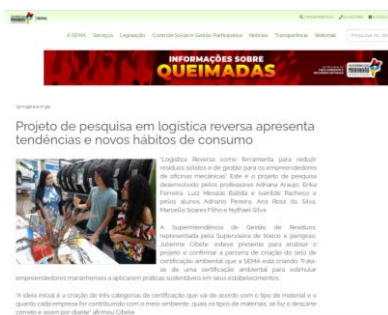 SEMA
A SEMA Serviços Legislação Controle Social e Gestão Participativa Notícias Transparência Webmail Pesquisa no
INFORMAÇÕES SOBRE
QUEIMADAS
Projeto de pesquisa em logística reversa apresenta
tendências e novos hábitos de consumo
"Logística Reversa como ferramenta para reduzir
resíduos sólidos e de gestão para os empreendedores
de oficinas mecânicas". Este é o projeto de pesquisa
desenvolvido pelos professores Adriana Araújo, Erika
Ferreira, Luiz Messias Batista e Ivanilde Pacheco e
pelos alunos Adriano Pereira, Ana Rosa da Silva,
Marcello Soares Filho e Nythael Silva.
A Superintendência de Gestão de Resíduos,
representada pela Supervisora de tóxico e perigoso,
Julienne Cibele, esteve presente para analisar o
projeto e confirmar a parceria da criação do selo de
certificação ambiental que a SEMA está criando. Trata-
se de uma certificação ambiental para estimular
empreendedores maranhenses a aplicarem práticas sustentáveis em seus estabelecimentos.
"A ideia inicial é a criação de três categorias de certificação que vai de acordo com o tipo de material e o
quanto cada empresa for contribuindo com o meio ambiente, quais os tipos de materiais, se faz o descarte
correto e assim por diante" afirmou Cibele.